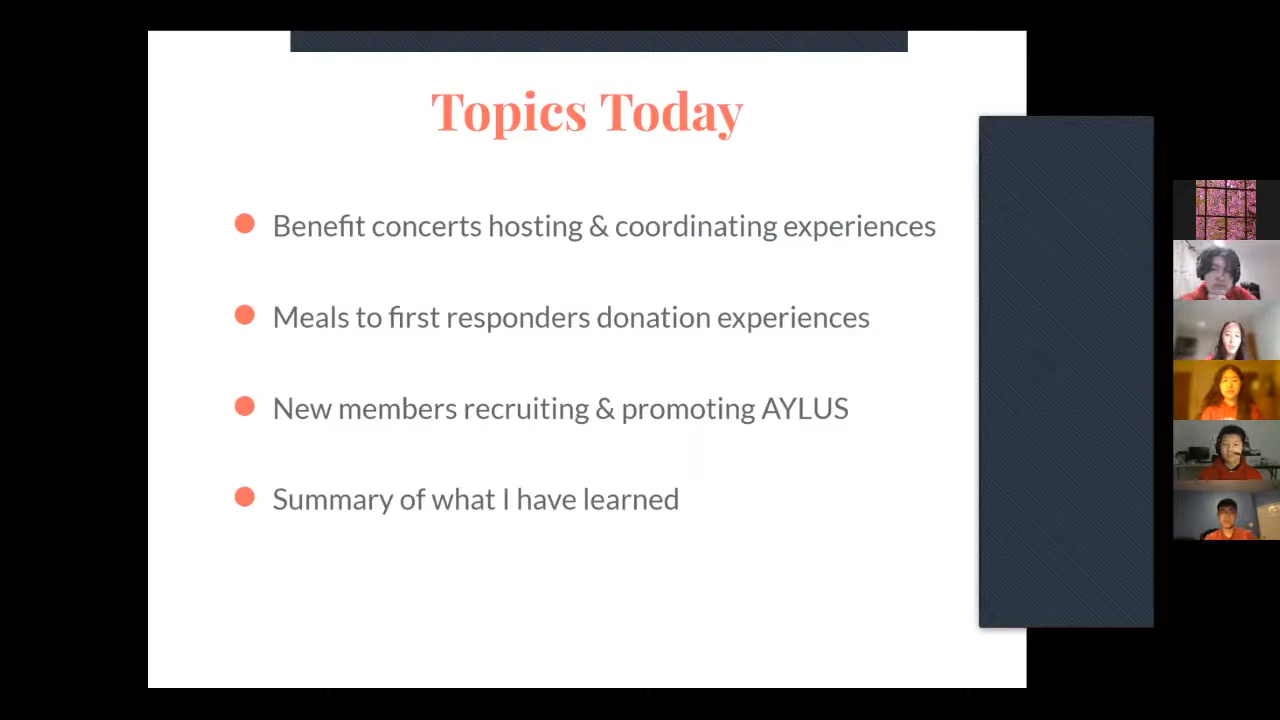 Topics Today
Benefit concerts hosting & coordinating experiences
Meals to first responders donation experiences
New members recruiting & promoting AYLUS
Summary of what I have learned